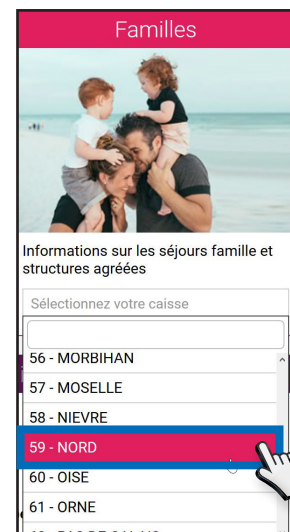 Familles
Informations sur les séjours famille et
structures agréées
Sélectionnez votre caisse
56 - MORBIHAN
57 - MOSELLE
58 - NIEVRE
59 - NORD
60 - OISE
61 - ORNE